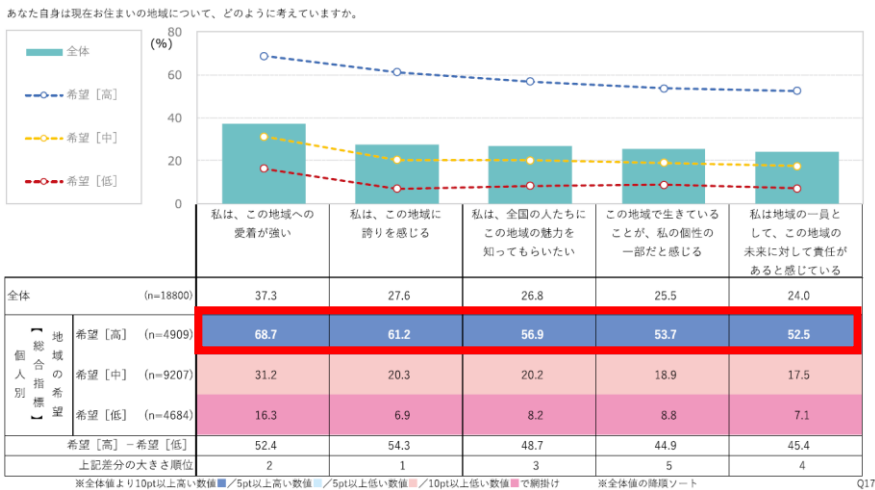 あなた自身は現在お住まいの地域について、どのように考えていますか。
(%)
80
60
40
20
0
全体
希望［高］
希望［中］
希望［低］
私は、この地域への
愛着が強い
私は、この地域に
誇りを感じる
私は、全国の人たちに
この地域の魅力を
知ってもらいたい
この地域で生きている
ことが、私の個性の
一部だと感じる
私は地域の一員と
して、この地域の
未来に対して責任が
あると感じている
全体 (n=18800) 37.3 27.6 26.8 25.5 24.0
個人別
【総合指標】
地域の希望
希望［高］ (n=4909) 68.7 61.2 56.9 53.7 52.5
希望［中］ (n=9207) 31.2 20.3 20.2 18.9 17.5
希望［低］ (n=4684) 16.3 6.9 8.2 8.8 7.1
希望［高］－希望［低］ 52.4 54.3 48.7 44.9 45.4
上記差分の大きさ順位 2 1 3 5 4
※全体値より10pt以上高い数値■／5pt以上高い数値■／5pt以上低い数値■／10pt以上低い数値■で網掛け ※全体値の降順ソート Q17